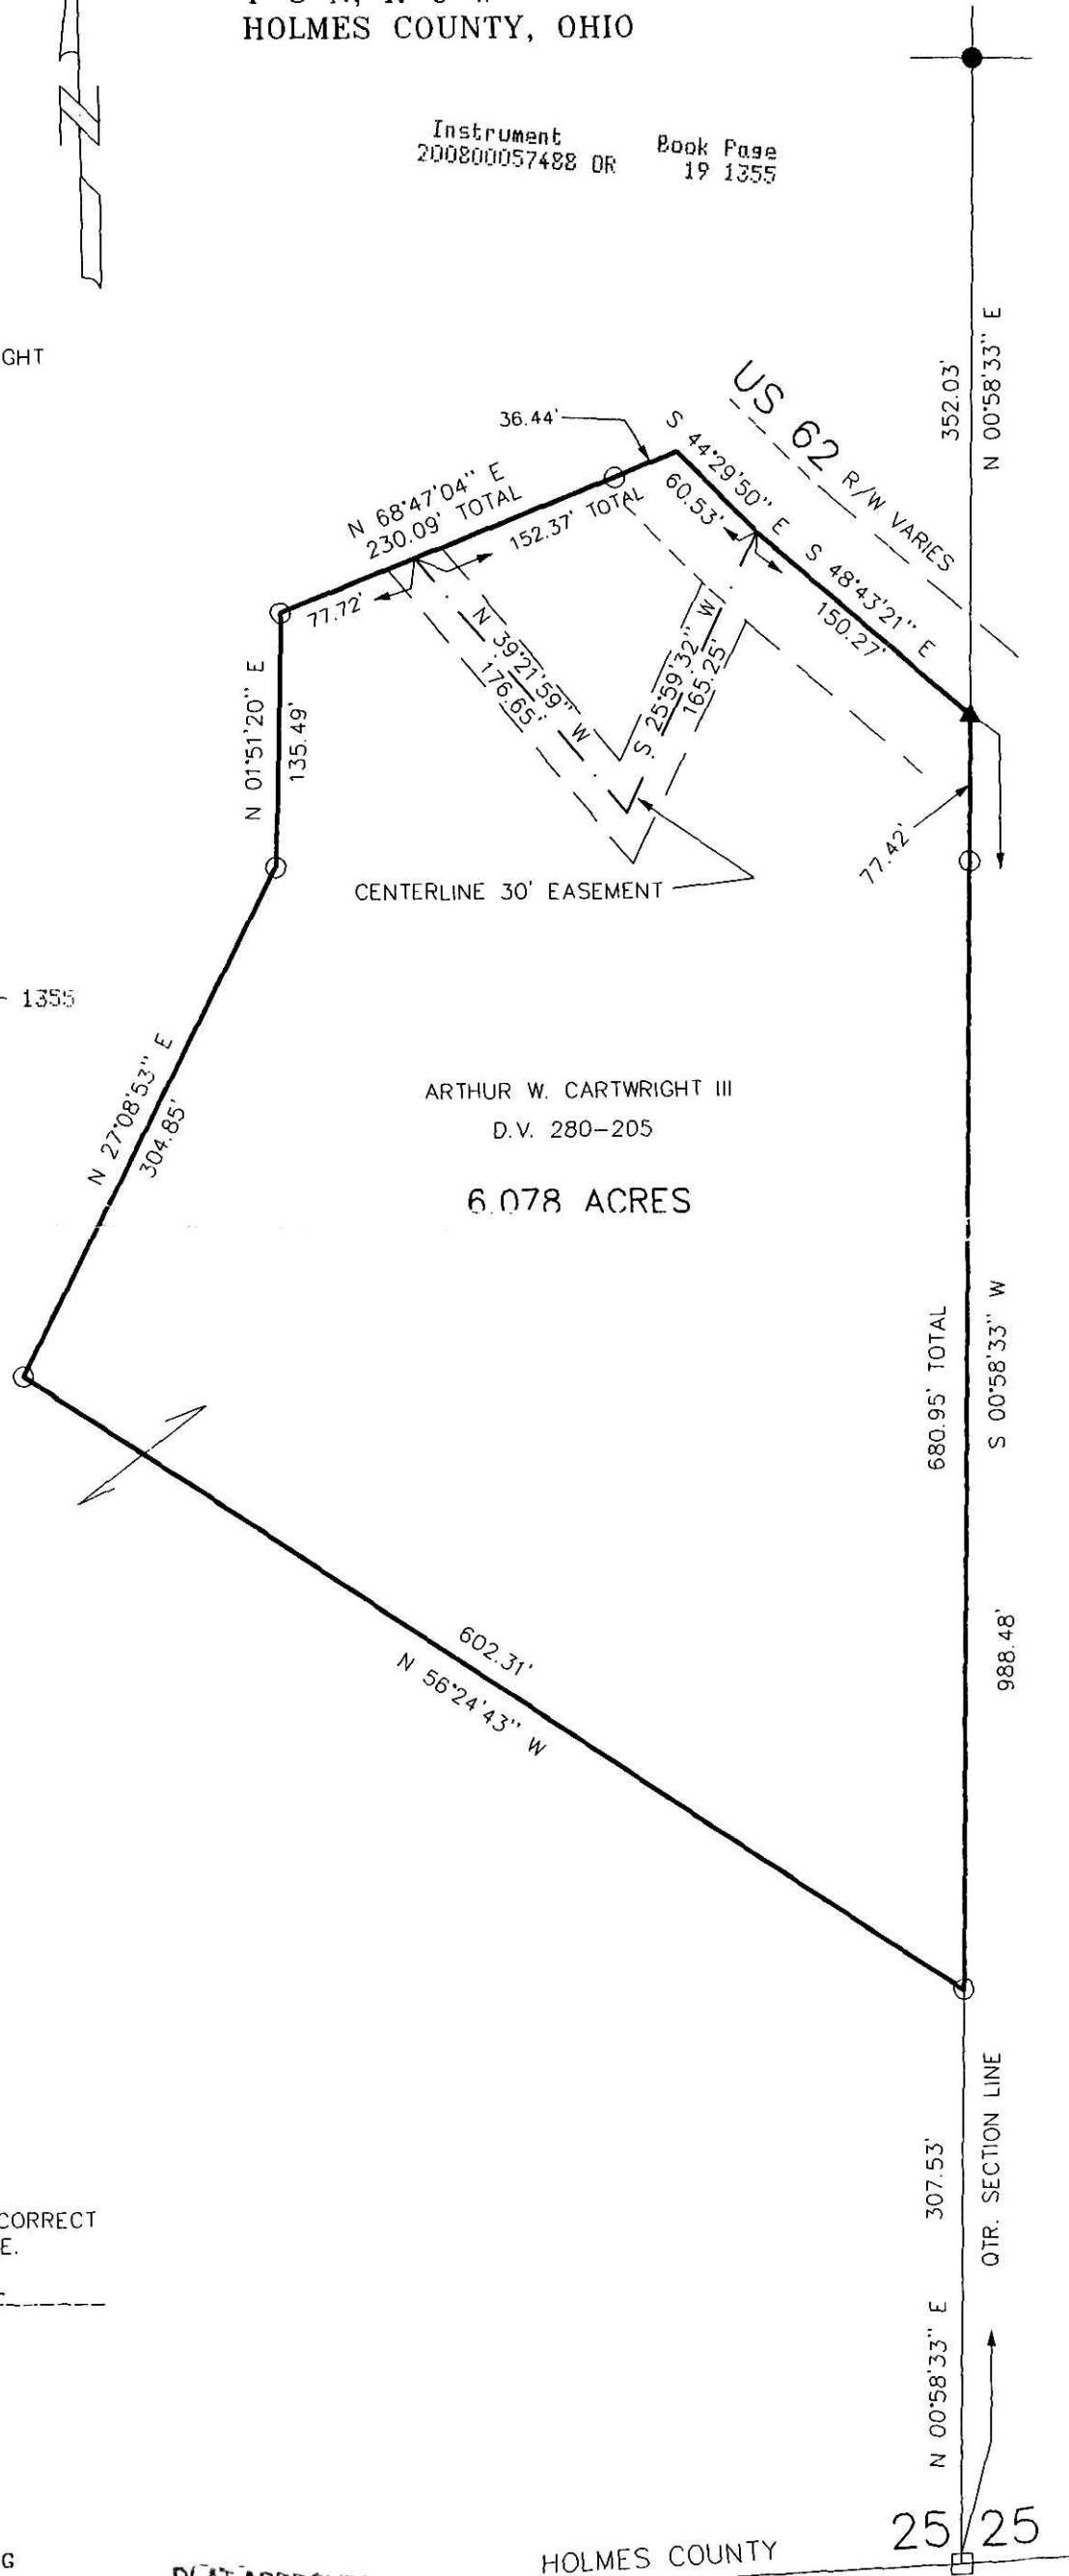 HOLMES COUNTY, OHIO
Instrument Book Page
200800057488 OR 19 1355
GHT
36.44'
US 62 R/W VARIES
352.03'
N 00°58'33" E
S 44°29'50" E
60.53'
N 68°47'04" E
230.09' TOTAL
152.37' TOTAL
77.72'
S 48°43'21" E
150.27'
N 39°21'59" W
176.65'
S 25°59'32" W
165.25'
N 01°51'20" E
135.49'
77.42'
CENTERLINE 30' EASEMENT
- 1355
N 27°08'53" E
304.85'
ARTHUR W. CARTWRIGHT III
D.V. 280-205
6.078 ACRES
680.95' TOTAL
S 00°58'33" W
602.31'
N 56°24'43" W
988.48'
307.53'
QTR. SECTION LINE
CORRECT
E.
N 00°58'33" E
25 25
HOLMES COUNTY
G